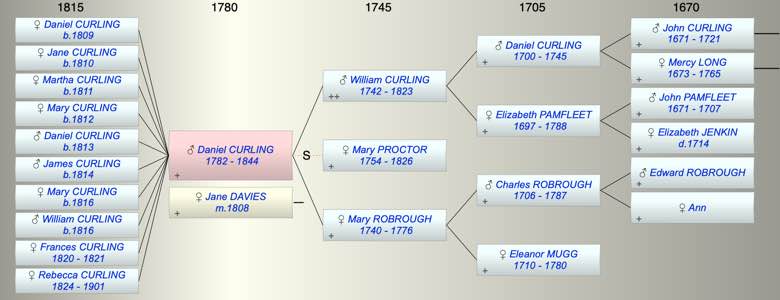 1815
1780
1745
1705
1670
♀ Daniel CURLING
b.1809
♀ Jane CURLING
b.1810
♀ Martha CURLING
b.1811
♀ Mary CURLING
b.1812
♂ Daniel CURLING
b.1813
♂ James CURLING
b.1814
♀ Mary CURLING
b.1816
♂ William CURLING
b.1816
♀ Frances CURLING
1820 - 1821
♀ Rebecca CURLING
1824 - 1901
♂ Daniel CURLING
1782 - 1844
+
♀ Jane DAVIES
m.1808
+
♂ William CURLING
1742 - 1823
++
S
♀ Mary PROCTOR
1754 - 1826
+
♀ Mary ROBROUGH
1740 - 1776
+
♂ Daniel CURLING
1700 - 1745
+
♀ Elizabeth PAMFLEET
1697 - 1788
+
♂ Charles ROBROUGH
1706 - 1787
+
♀ Eleanor MUGG
1710 - 1780
+
♂ John CURLING
1671 - 1721
+
♀ Mercy LONG
1673 - 1765
+
♂ John PAMFLEET
1671 - 1707
+
♀ Elizabeth JENKIN
d.1714
+
♂ Edward ROBROUGH
+
♀ Ann
+